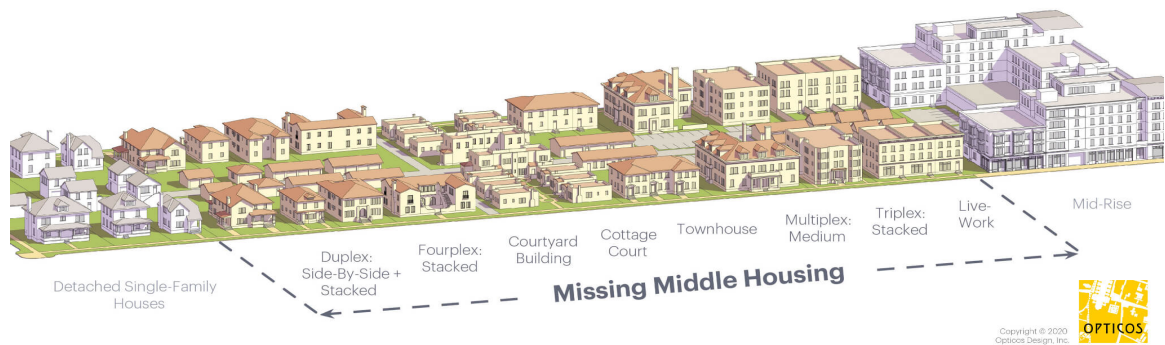 Detached Single-Family
Houses
Duplex:
Side-By-Side +
Stacked
Fourplex:
Stacked
Courtyard
Building
Cottage
Court
Townhouse
Multiplex:
Medium
Triplex:
Stacked
Live-
Work
Mid-Rise
Missing Middle Housing
Copyright © 2020
Opticos Design, Inc.
OPTICOS